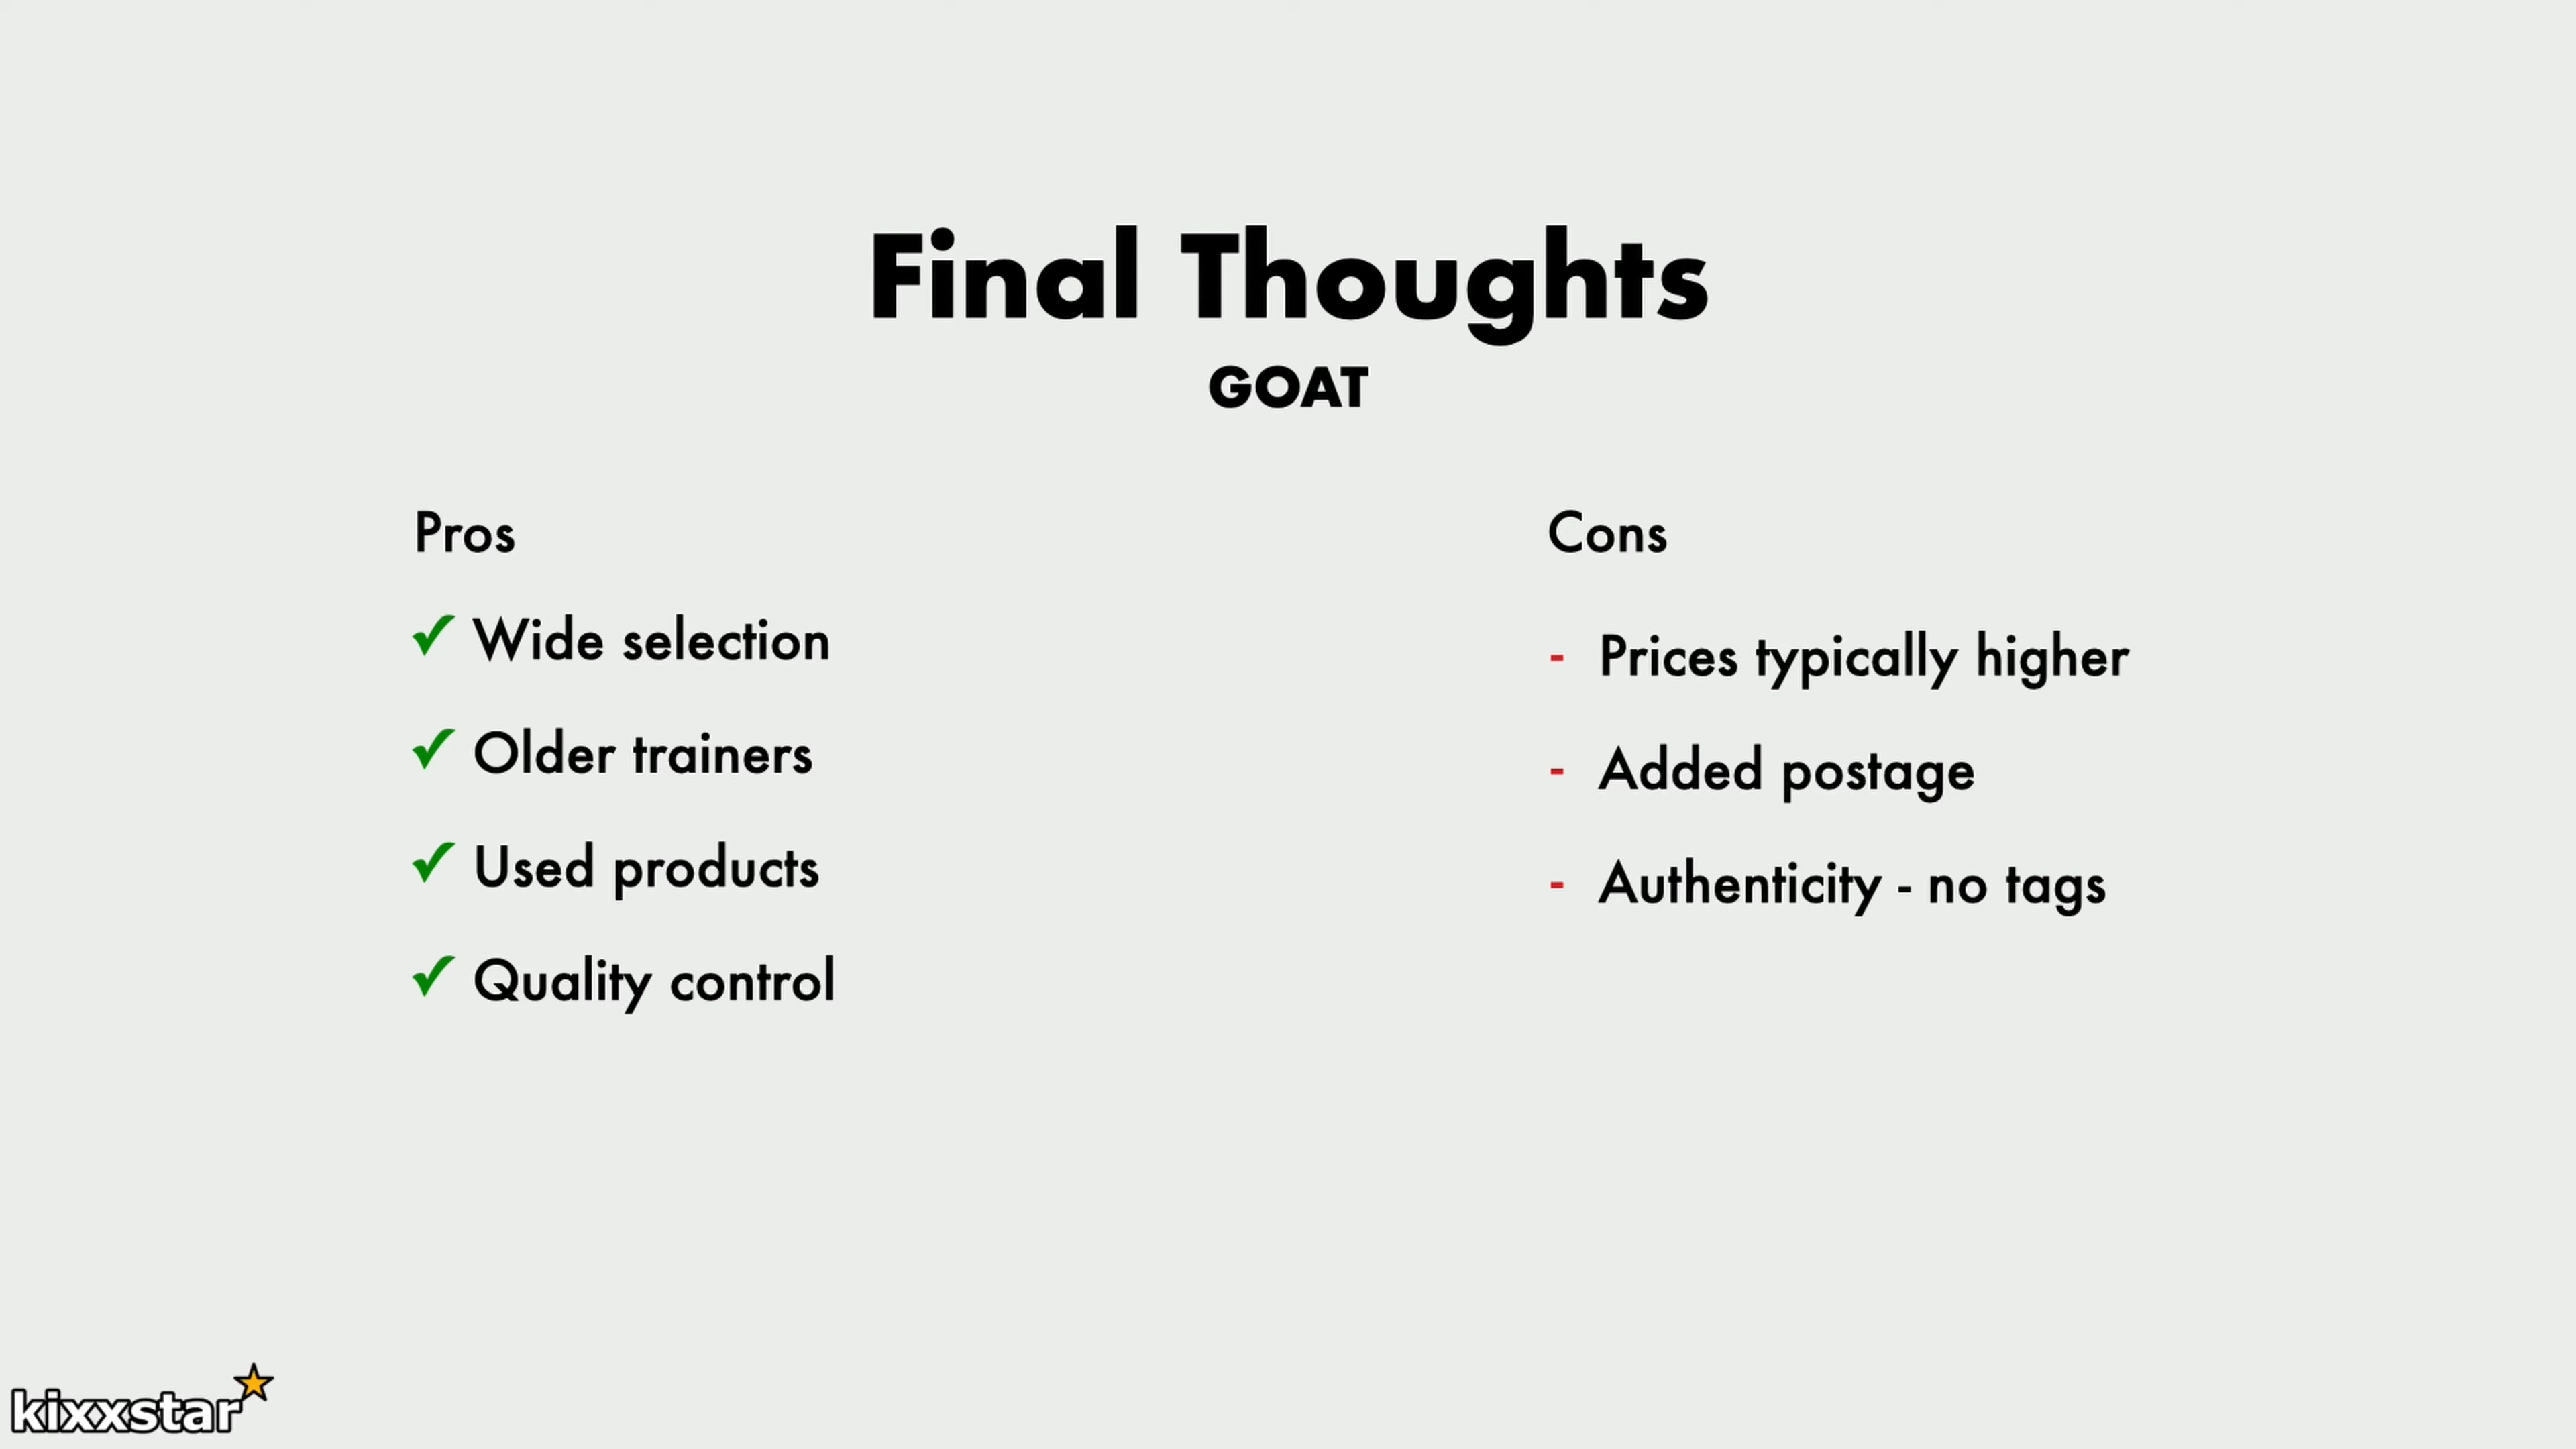 Final Thoughts
GOAT
Pros
✓ Wide selection
✓ Older trainers
✓ Used products
✓ Quality control
Cons
- Prices typically higher
- Added postage
- Authenticity - no tags
kixxstar